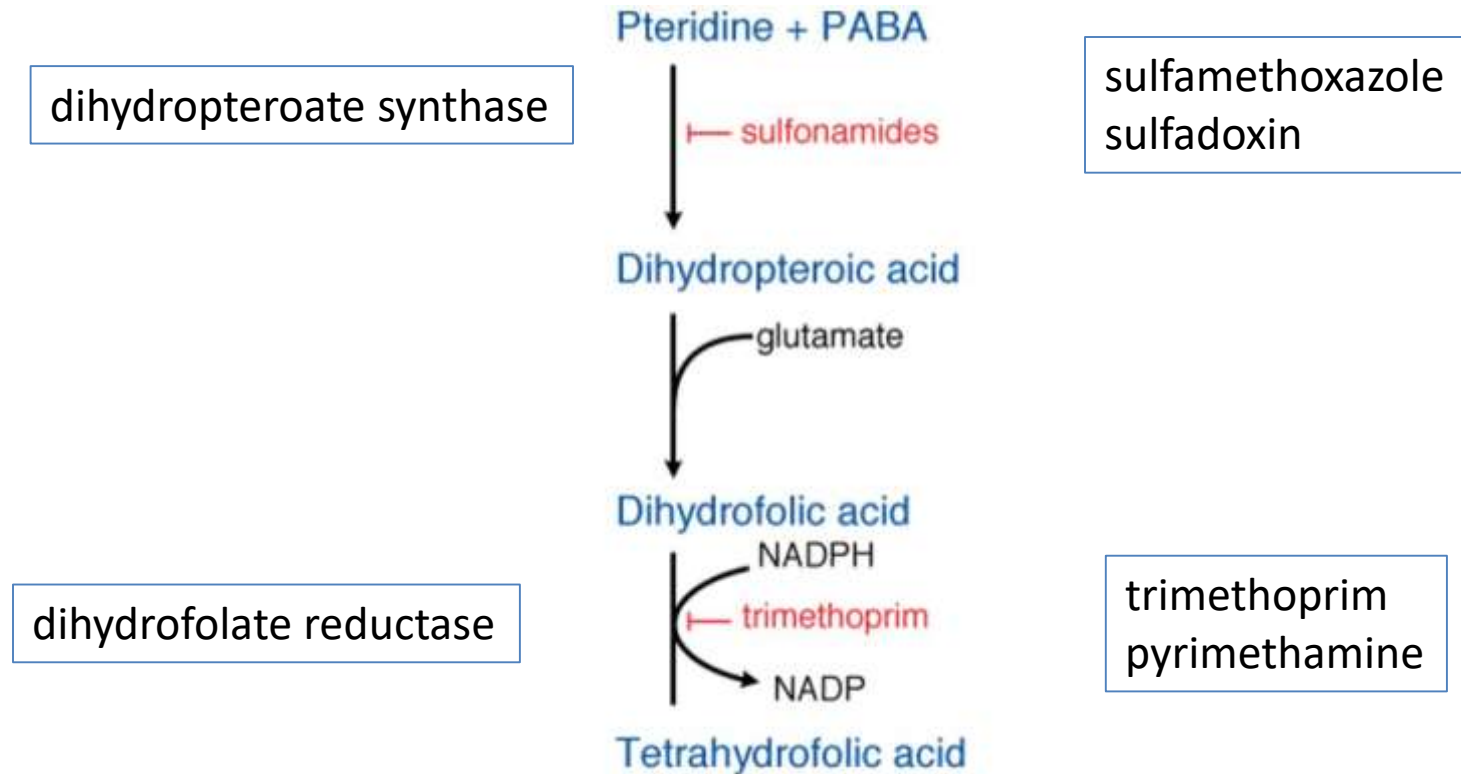 Pteridine + PABA
dihydropteroate synthase
sulfonamides
sulfamethoxazole
sulfadoxin
Dihydropteroic acid
glutamate
Dihydrofolic acid
NADPH
dihydrofolate reductase
trimethoprim
NADP
trimethoprim
pyrimethamine
Tetrahydrofolic acid